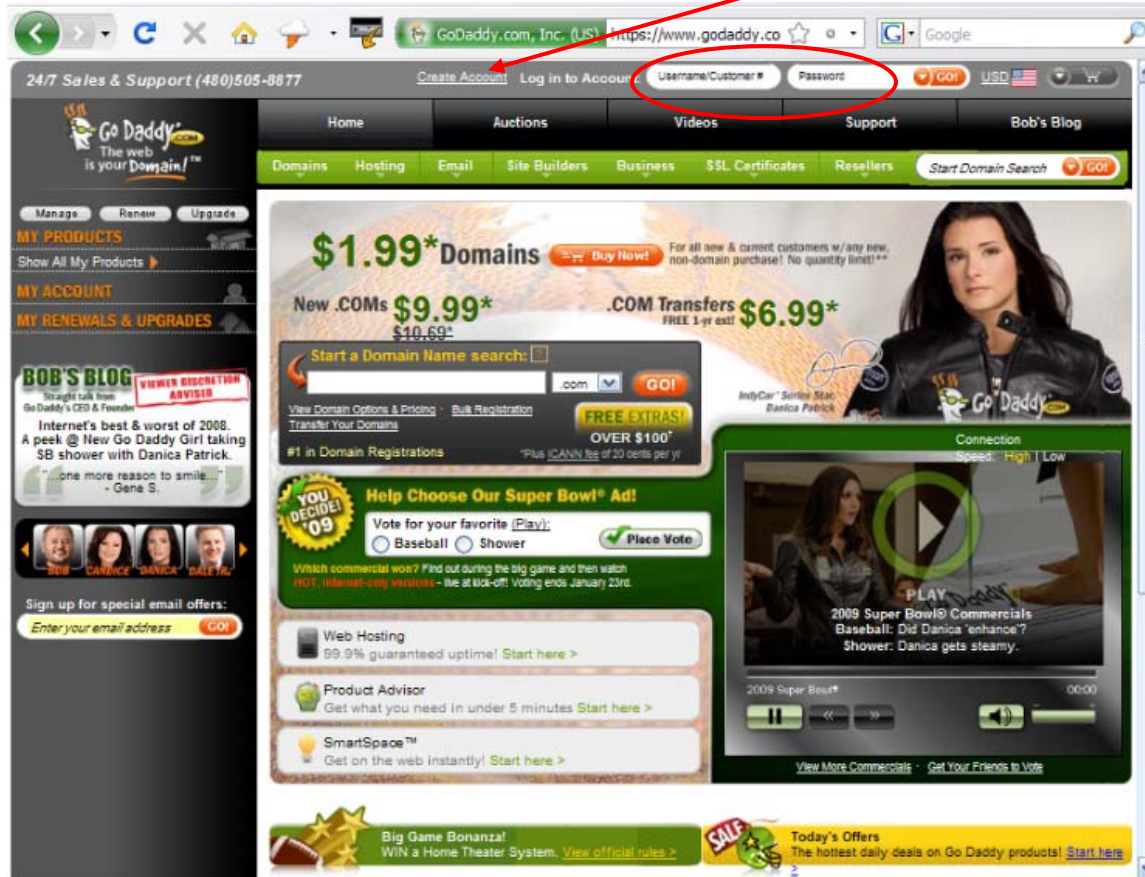 GoDaddy.com, Inc. (US) https://www.godaddy.co
G Google
24/7 Sales & Support (480)505-8877
Create Account Log in to Account: Username/Customer # Password GO! USD
Go Daddy.com
The web
is your Domain!™
Home Auctions Videos Support Bob's Blog
Domains Hosting Email Site Builders Business SSL Certificates Resellers Start Domain Search GO!
Manage Renew Upgrade
MY PRODUCTS
Show All My Products
MY ACCOUNT
MY RENEWALS & UPGRADES
BOB'S BLOG VIEWER DISCRETION ADVISED
Straight talk from
Go Daddy's CEO & Founder
Internet's best & worst of 2008.
A peek @ New Go Daddy Girl taking
SB shower with Danica Patrick.
"...one more reason to smile..."
- Gene S.
BOB CANDICE DANICA DALE JR.
Sign up for special email offers:
Enter your email address GO!
$1.99* Domains Buy Now! For all new & current customers w/any new,
non-domain purchase! No quantity limit!**
New .COMs $9.99*
$10.69*
.COM Transfers $6.99*
FREE 1-yr ext!
Start a Domain Name search: ?
.com GO!
View Domain Options & Pricing · Bulk Registration
Transfer Your Domains
FREE EXTRAS!
OVER $100*
#1 in Domain Registrations
*Plus ICANN fee of 20 cents per yr
IndyCar® Series Star
Danica Patrick
Go Daddy.com
YOU DECIDE! '09
Help Choose Our Super Bowl® Ad!
Vote for your favorite (Play):
Baseball Shower Place Vote
Which commercial won? Find out during the big game and then watch
HOT, internet-only versions - live at kick-off! Voting ends January 23rd.
Connection
Speed: High | Low
PLAY
2009 Super Bowl® Commercials
Baseball: Did Danica 'enhance'?
Shower: Danica gets steamy.
2009 Super Bowl® 00:00
View More Commercials · Get Your Friends to Vote
Web Hosting
99.9% guaranteed uptime! Start here >
Product Advisor
Get what you need in under 5 minutes Start here >
SmartSpace™
Get on the web instantly! Start here >
Big Game Bonanza!
WIN a Home Theater System. View official rules >
SALE
Today's Offers
The hottest daily deals on Go Daddy products! Start here
>